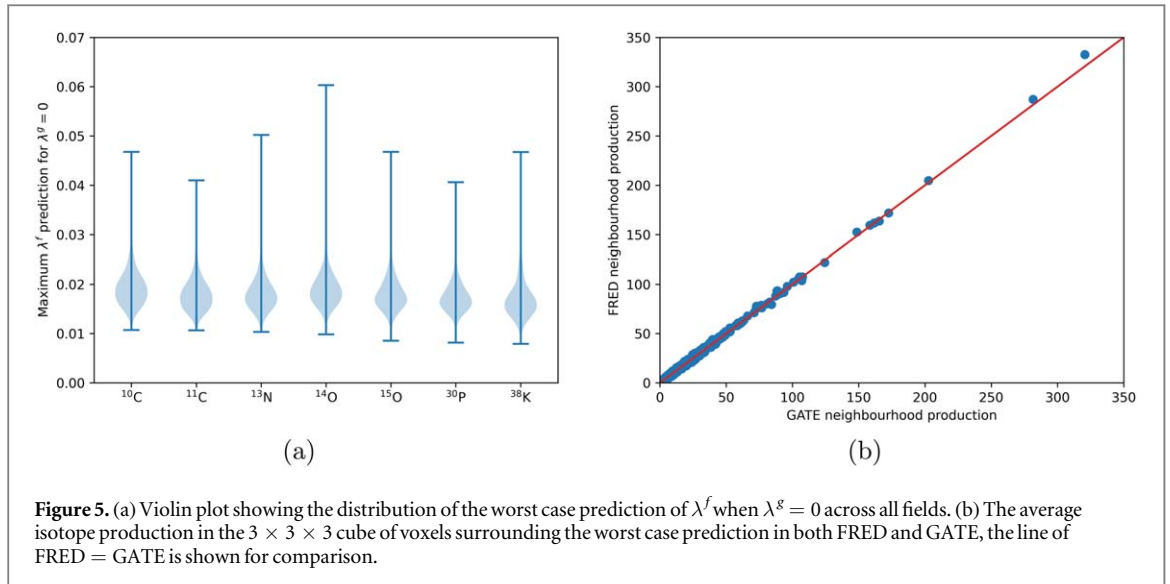 0.07
0.06
0.05
0.04
0.03
0.02
0.01
0.00
Maximum λ^f prediction for λ^g = 0
¹⁰C ¹¹C ¹³N ¹⁴O ¹⁵O ³⁰P ³⁸K
(a)
350
300
250
200
150
100
50
0
FRED neighbourhood production
0 50 100 150 200 250 300 350
GATE neighbourhood production
(b)
Figure 5. (a) Violin plot showing the distribution of the worst case prediction of λ^f when λ^g = 0 across all fields. (b) The average
isotope production in the 3 × 3 × 3 cube of voxels surrounding the worst case prediction in both FRED and GATE, the line of
FRED = GATE is shown for comparison.